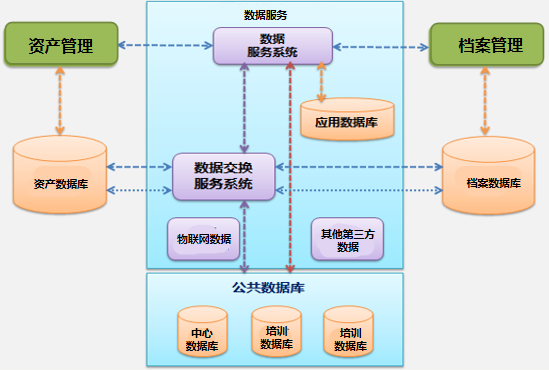 数据服务
资产管理
数据
服务系统
档案管理
应用数据库
资产数据库
数据交换
服务系统
档案数据库
物联网数据
其他第三方
数据
公共数据库
中心
数据库
培训
数据库
培训
数据库